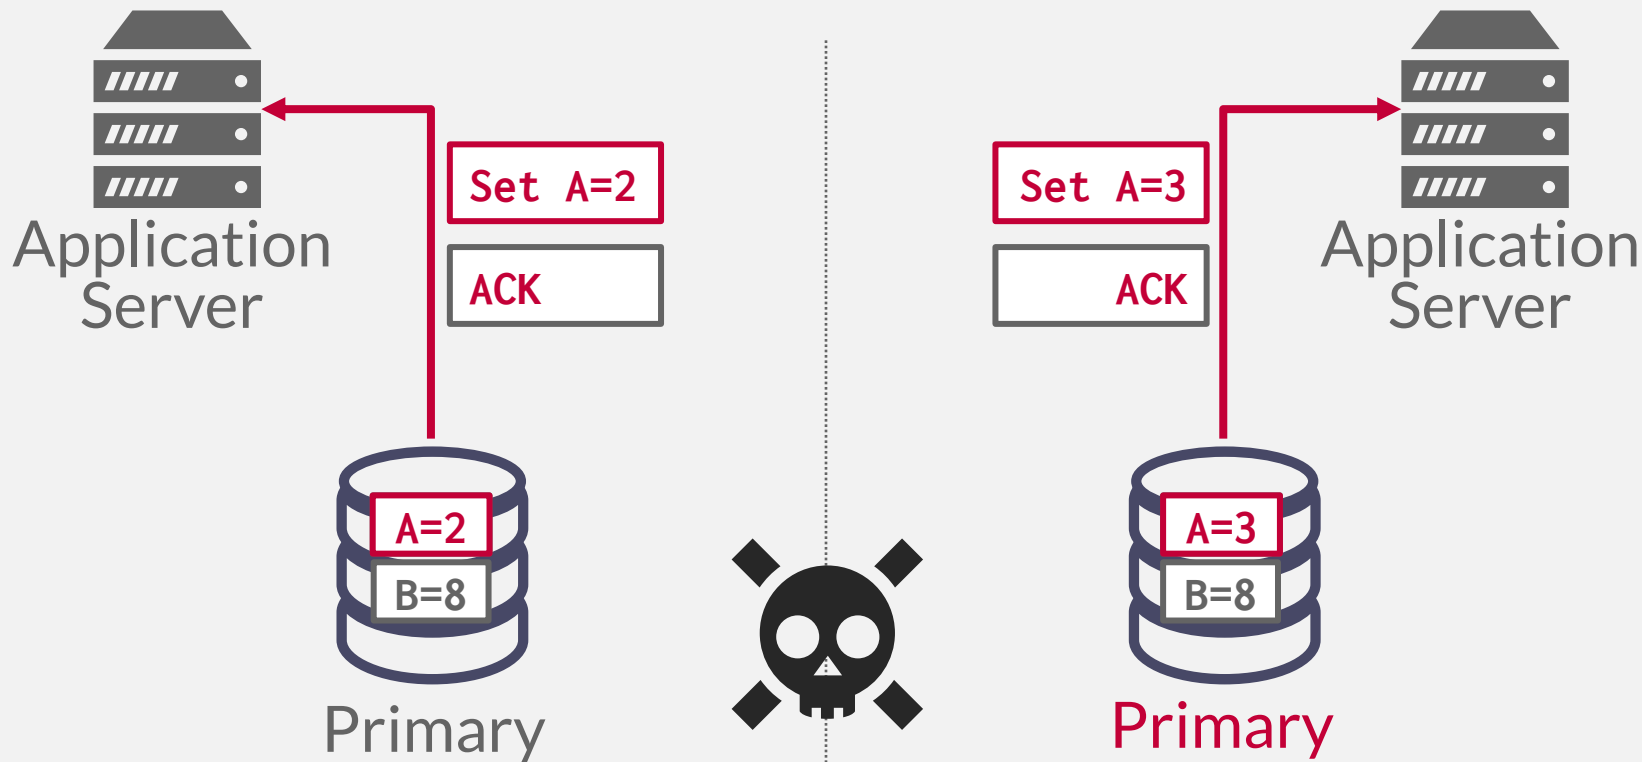 Set A=2
ACK
Application
Server
A=2
B=8
Primary
Set A=3
ACK
Application
Server
A=3
B=8
Primary